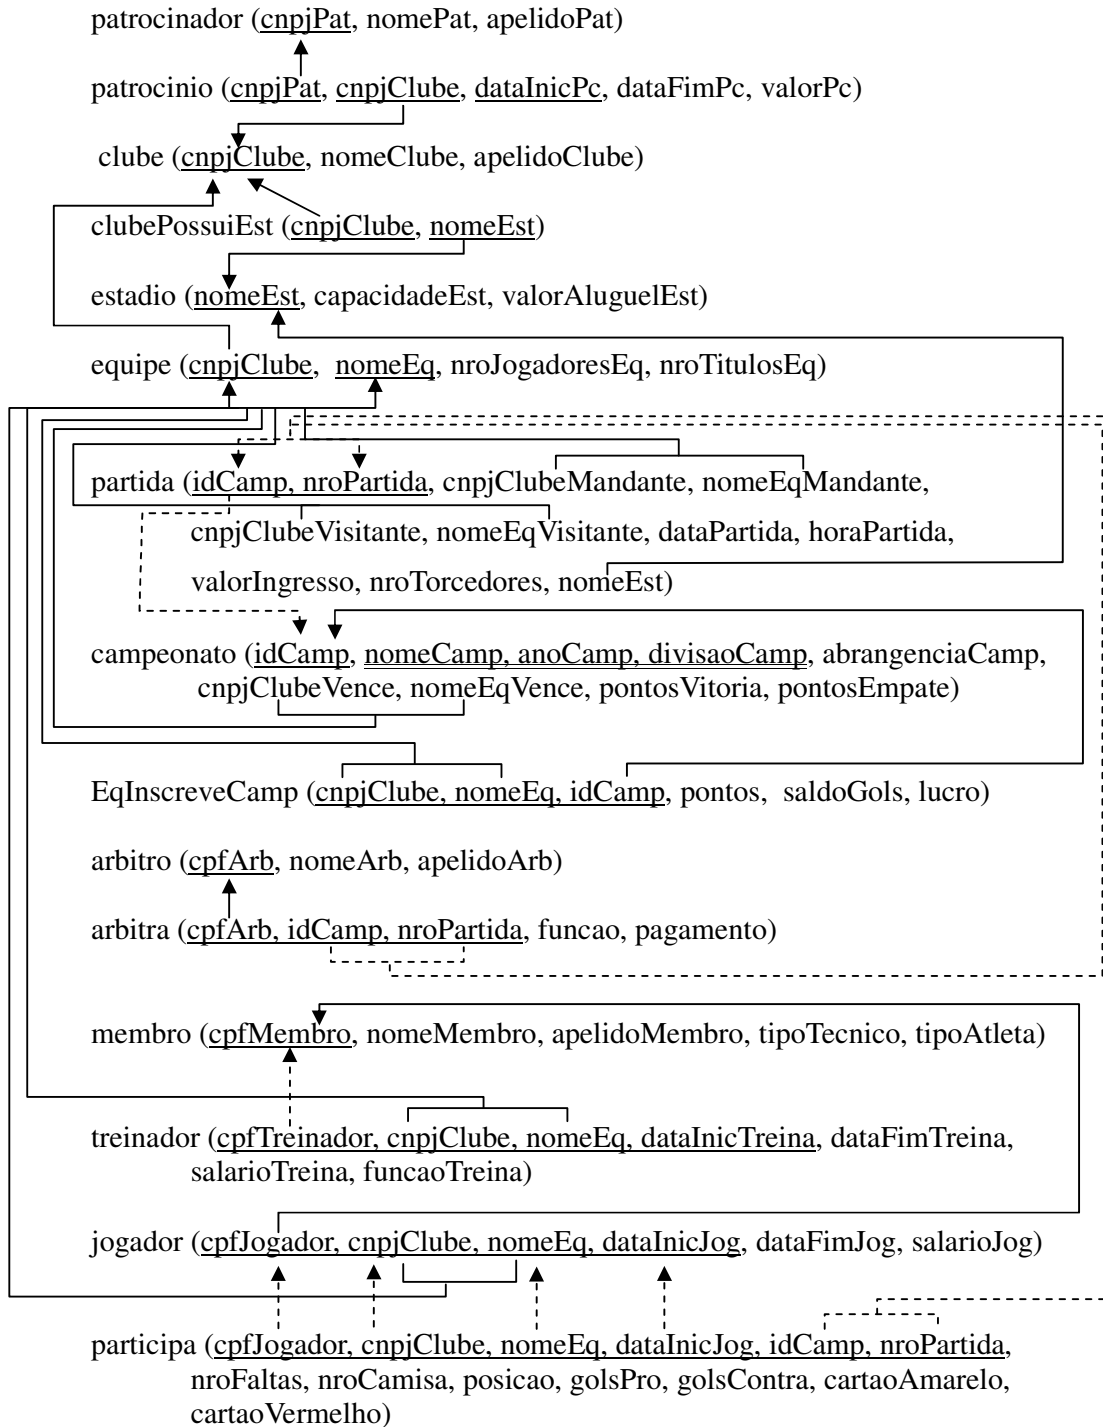 patrocinador (cnpjPat, nomePat, apelidoPat)
patrocinio (cnpjPat, cnpjClube, dataInicPc, dataFimPc, valorPc)
clube (cnpjClube, nomeClube, apelidoClube)
clubePossuiEst (cnpjClube, nomeEst)
estadio (nomeEst, capacidadeEst, valorAluguelEst)
equipe (cnpjClube, nomeEq, nroJogadoresEq, nroTitulosEq)
partida (idCamp, nroPartida, cnpjClubeMandante, nomeEqMandante,
cnpjClubeVisitante, nomeEqVisitante, dataPartida, horaPartida,
valorIngresso, nroTorcedores, nomeEst)
campeonato (idCamp, nomeCamp, anoCamp, divisaoCamp, abrangenciaCamp,
cnpjClubeVence, nomeEqVence, pontosVitoria, pontosEmpate)
EqInscreveCamp (cnpjClube, nomeEq, idCamp, pontos, saldoGols, lucro)
arbitro (cpfArb, nomeArb, apelidoArb)
arbitra (cpfArb, idCamp, nroPartida, funcao, pagamento)
membro (cpfMembro, nomeMembro, apelidoMembro, tipoTecnico, tipoAtleta)
treinador (cpfTreinador, cnpjClube, nomeEq, dataInicTreina, dataFimTreina,
salarioTreina, funcaoTreina)
jogador (cpfJogador, cnpjClube, nomeEq, dataInicJog, dataFimJog, salarioJog)
participa (cpfJogador, cnpjClube, nomeEq, dataInicJog, idCamp, nroPartida,
nroFaltas, nroCamisa, posicao, golsPro, golsContra, cartaoAmarelo,
cartaoVermelho)